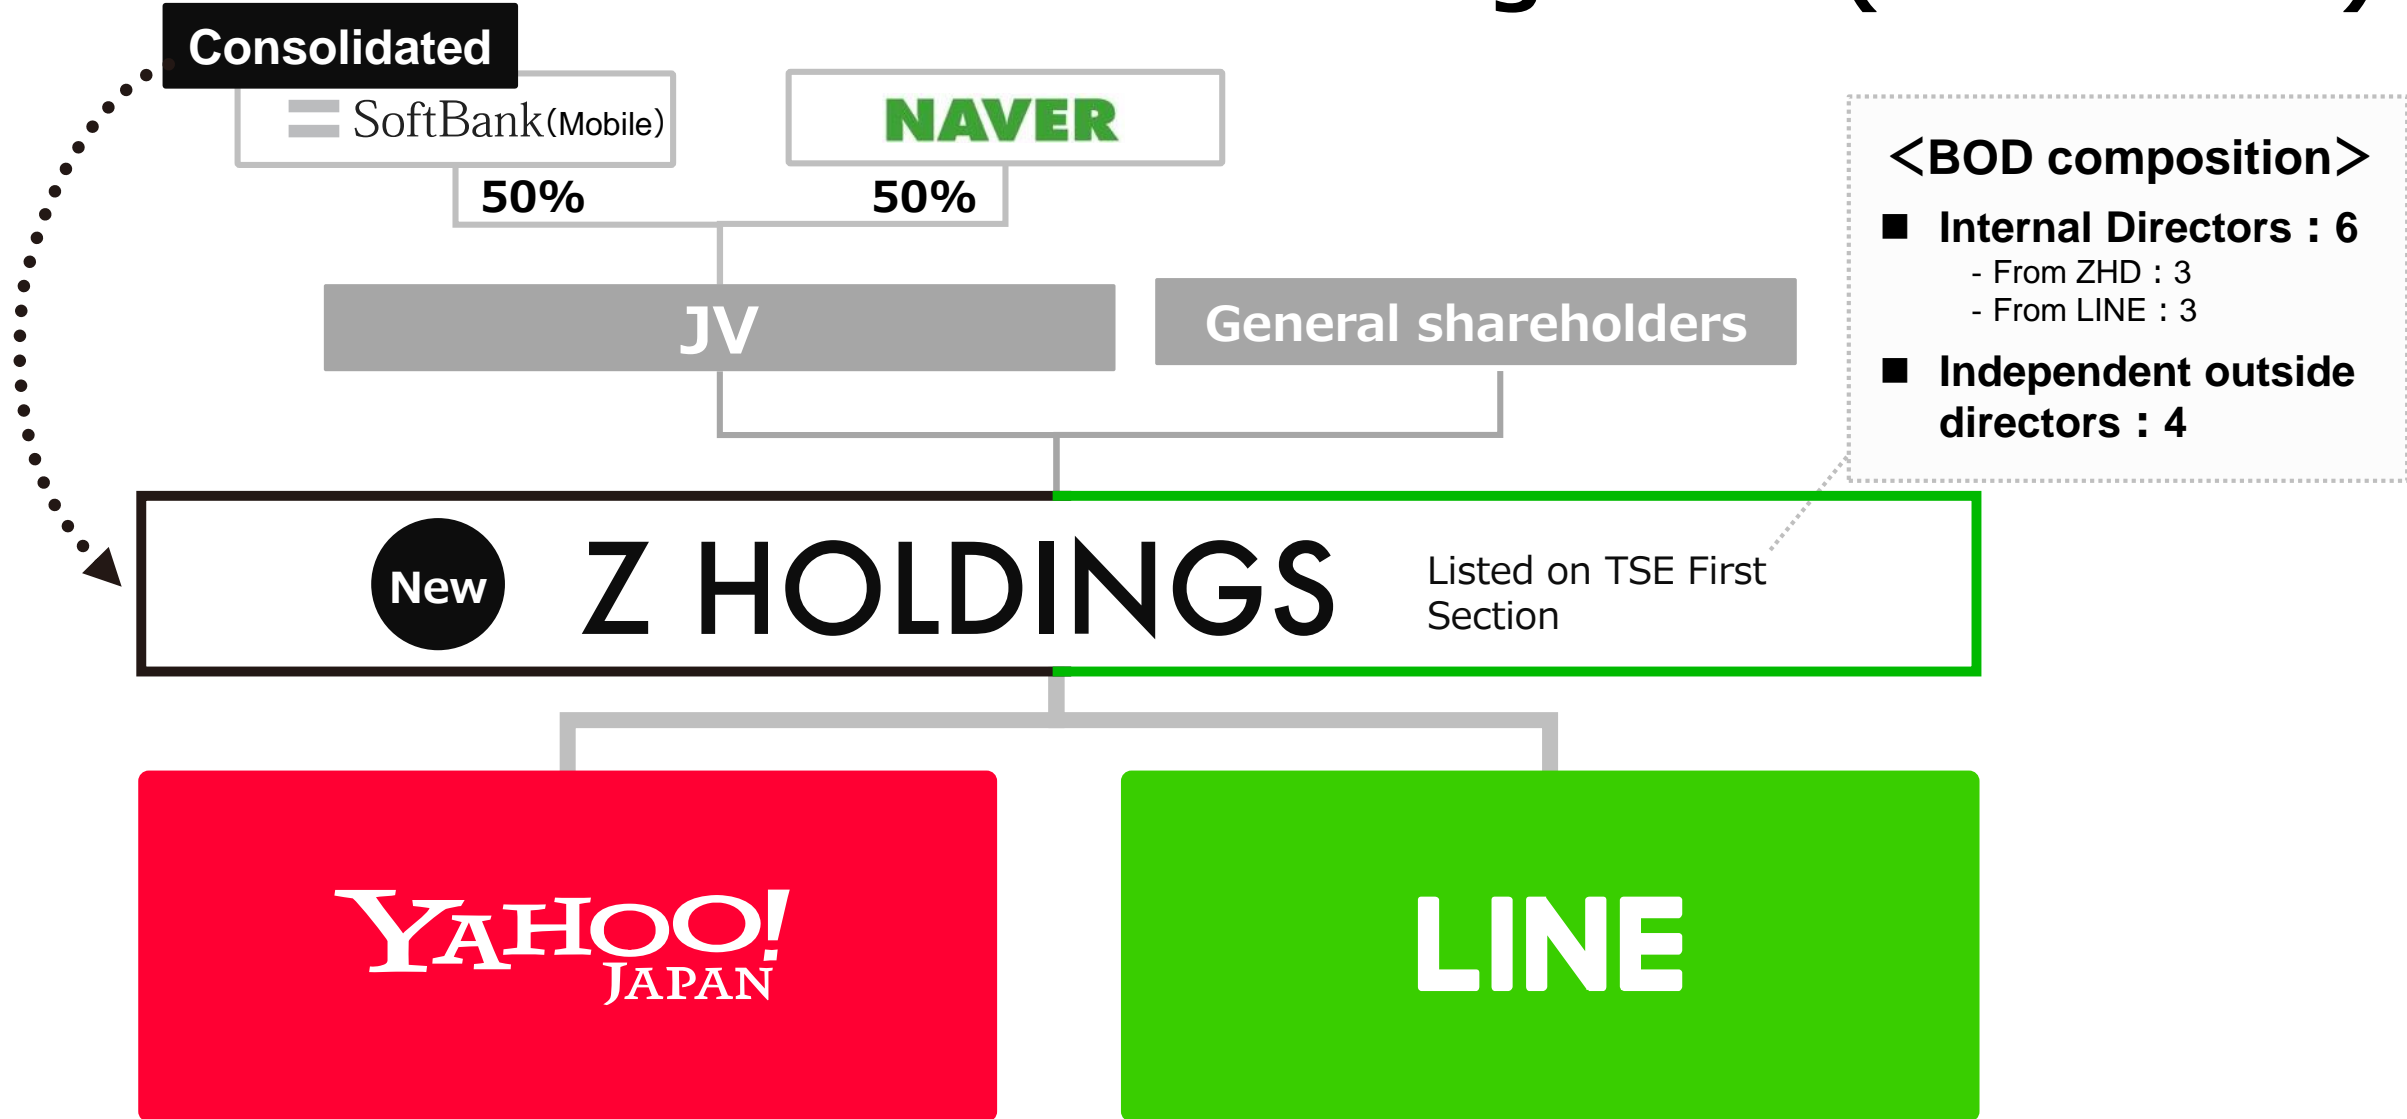 Consolidated
SoftBank(Mobile)
NAVER
50%
50%
JV
General shareholders
<BOD composition>
■ Internal Directors : 6
- From ZHD : 3
- From LINE : 3
■ Independent outside
directors : 4
New
Z HOLDINGS
Listed on TSE First
Section
YAHOO!
JAPAN
LINE